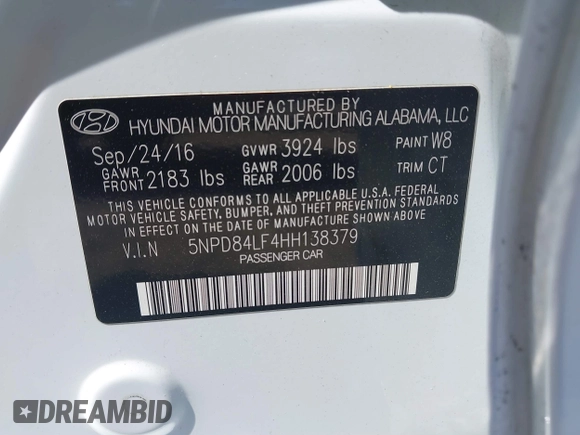 MANUFACTURED BY
HYUNDAI MOTOR MANUFACTURING ALABAMA, LLC
Sep/24/16 GVWR 3924 lbs PAINT W8
GAWR FRONT 2183 lbs GAWR REAR 2006 lbs TRIM CT
THIS VEHICLE CONFORMS TO ALL APPLICABLE U.S.A. FEDERAL
MOTOR VEHICLE SAFETY, BUMPER, AND THEFT PREVENTION STANDARDS
IN EFFECT ON THE DATE OF MANUFACTURE SHOWN ABOVE.
V.I.N 5NPD84LF4HH138379
PASSENGER CAR
DREAMBID